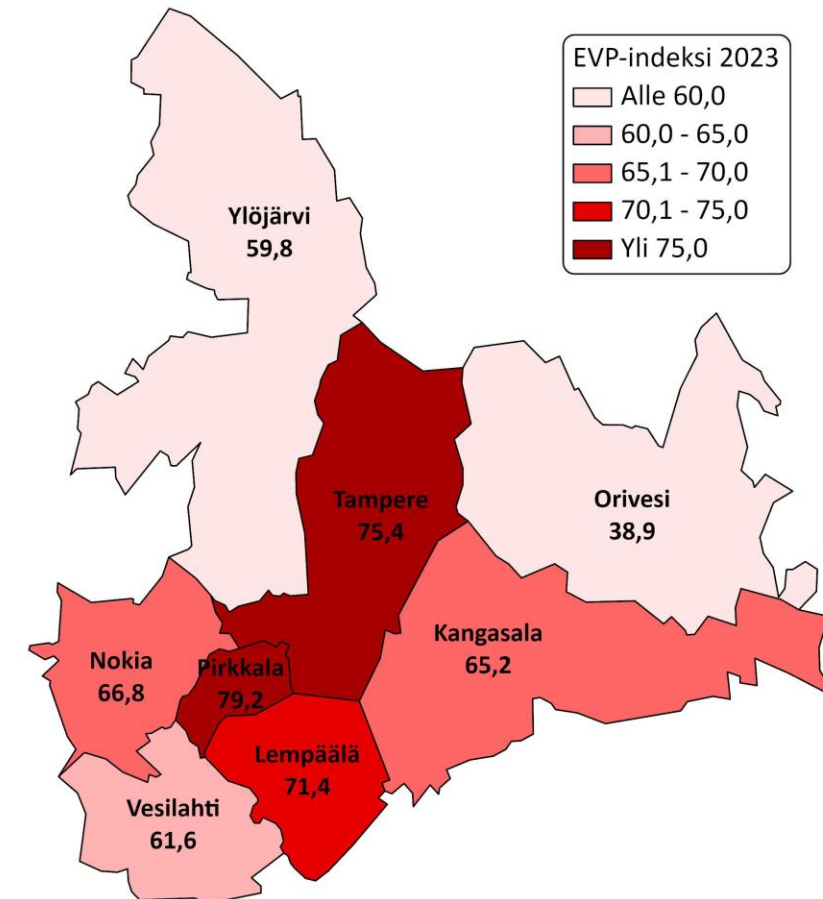 EVP-indeksi 2023
Alle 60,0
60,0 - 65,0
65,1 - 70,0
70,1 - 75,0
Yli 75,0
Ylöjärvi
59,8
Tampere
75,4
Orivesi
38,9
Kangasala
65,2
Nokia
66,8
Pirkkala
79,2
Lempäälä
71,4
Vesilahti
61,6